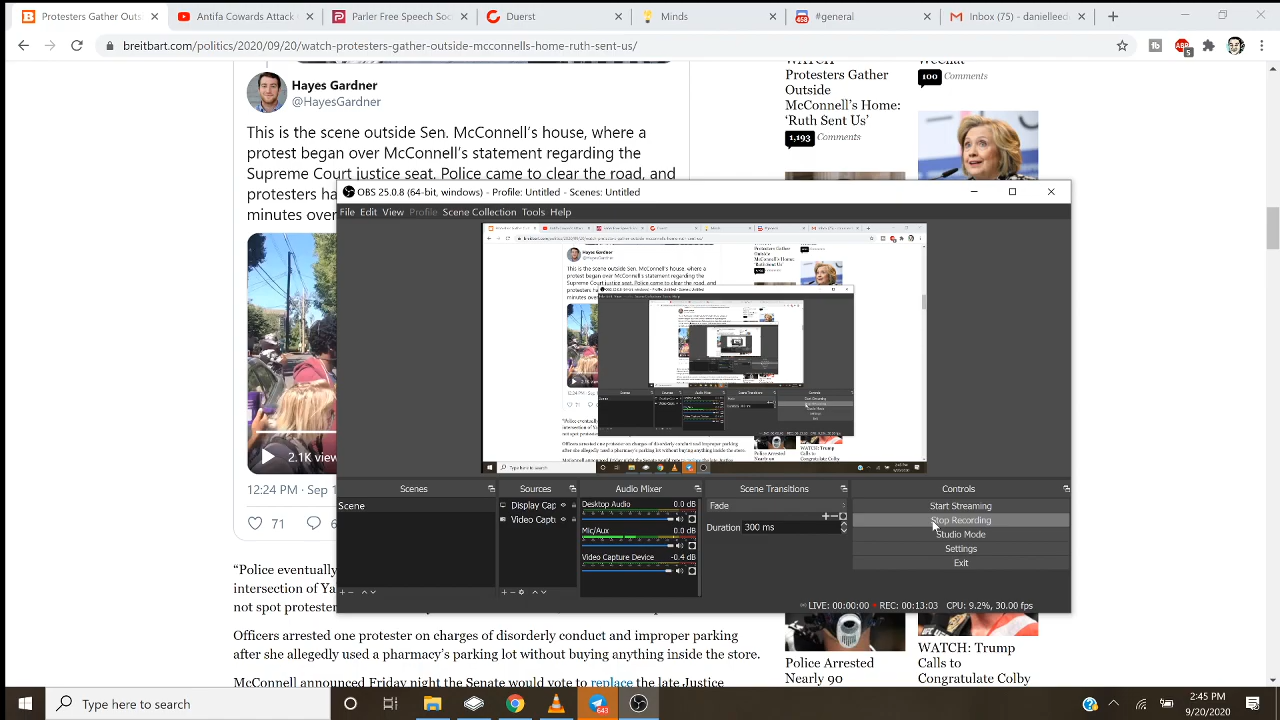 Protesters Gather Outs
Antifa Cowards Attack
Parler Free Speech Soc
Duerst
Minds
468
#general
Inbox (75) - danielleed
breitbart.com/politics/2020/09/20/watch-protesters-gather-outside-mcconnells-home-ruth-sent-us/
5
Hayes Gardner
@HayesGardner
This is the scene outside Sen. McConnell's house, where a
protest began over McConnell's statement regarding the
Supreme Court justice seat. Police came to clear the road, and
protesters ha
minutes over
2.1K view
12:24 PM · Sep 1
71
6
"Police eventually
intersection of Ya
not spot protester
Officers arrested one protester on charges of disorderly conduct and improper parking
after she allegedly used a pharmacy's parking lot without buying anything inside the store.
McConnell announced Friday night the Senate would vote to replace the late Justice
WATCH
Protesters Gather
Outside
McConnell's Home:
'Ruth Sent Us'
1,193 Comments
WeChat
100 Comments
Police Arrested
Nearly 90
WATCH: Trump
Calls to
Congratulate Colby
OBS 25.0.8 (64-bit, windows) - Profile: Untitled - Scenes: Untitled
File Edit View Profile Scene Collection Tools Help
Scenes
Scene
Sources
Display Cap
Video Captu
Audio Mixer
Desktop Audio 0.0 dB
Mic/Aux 0.0 dB
Video Capture Device -0.4 dB
Scene Transitions
Fade
Duration 300 ms
Controls
Start Streaming
Stop Recording
Studio Mode
Settings
Exit
LIVE: 00:00:00 REC: 00:13:03 CPU: 9.2%, 30.00 fps
Type here to search
643
2:45 PM
9/20/2020